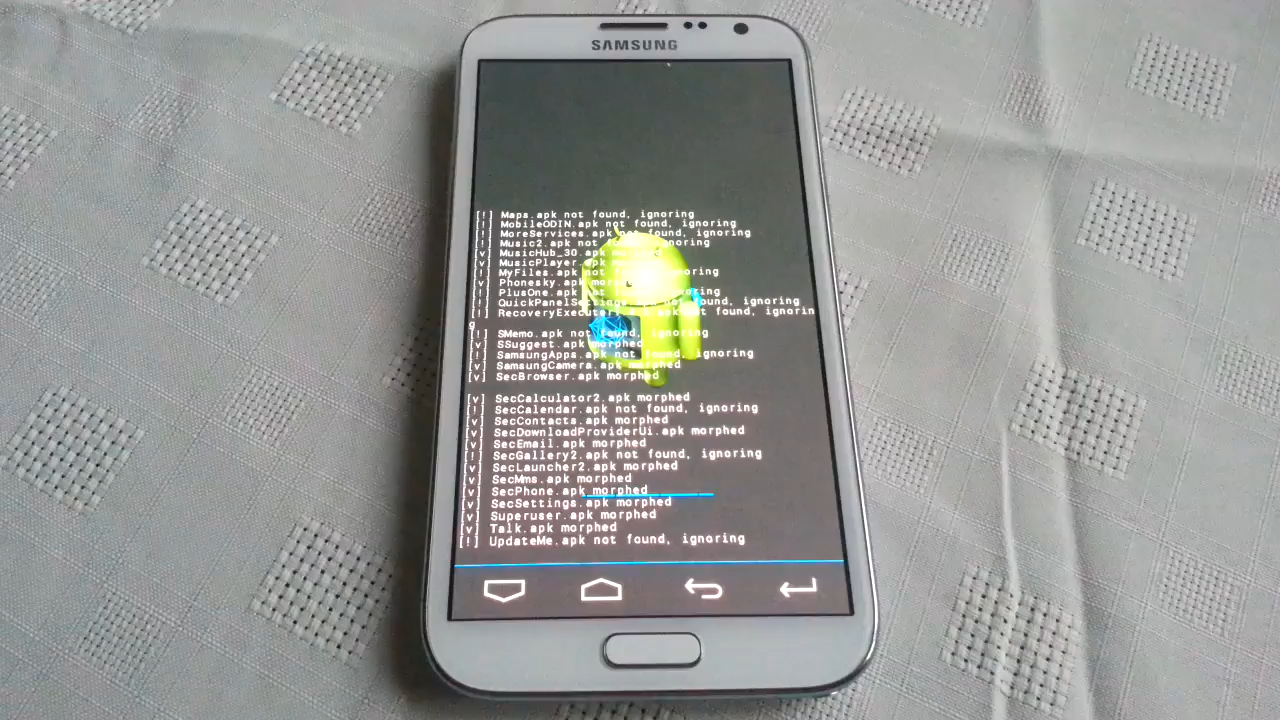 SAMSUNG
[!] Maps.apk not found, ignoring
[!] MobileODIN.apk not found, ignoring
[!] MoreServices.apk not found, ignoring
[!] Music2.apk not found, ignoring
[v] MusicHub_30.apk
[v] MusicPlayer.apk
[!] MyFiles.apk not ignoring
[v] Phonesky.apk morphed
[!] PlusOne.apk not ignoring
[!] QuickPanelSettings.apk not found, ignoring
[!] not found, ignorin
g
[!] SMemo.apk not found, ignoring
[v] SSuggest.apk morphed
[!] SamsungApps.apk not found, ignoring
[v] SamsungCamera.apk morphed
[v] SecBrowser.apk morphed
[v] SecCalculator2.apk morphed
[!] SecCalendar.apk not found, ignoring
[v] SecContacts.apk morphed
[v] SecDownloadProviderUi.apk morphed
[v] SecEmail.apk morphed
[!] SecGallery2.apk not found, ignoring
[v] SecLauncher2.apk morphed
[v] SecMms.apk morphed
[v] SecPhone.apk morphed
[v] SecSettings.apk morphed
[v] Superuser.apk morphed
[v] Talk.apk morphed
[!] UpdateMe.apk not found, ignoring